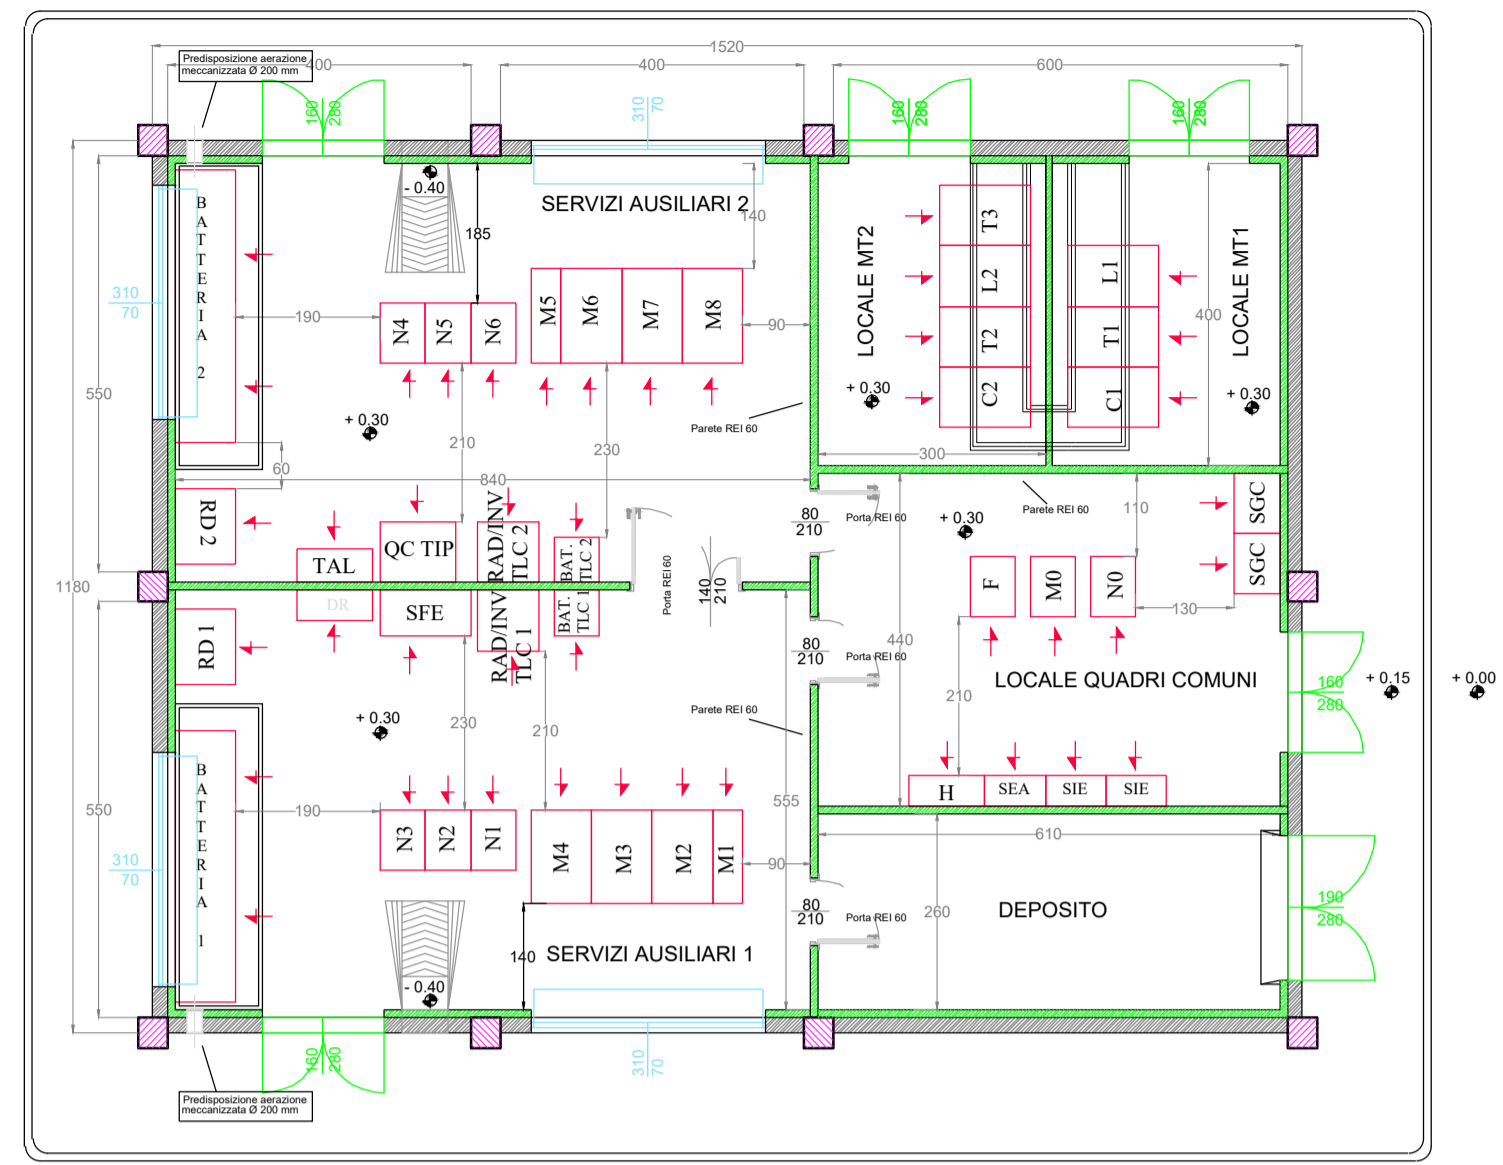 1520
Predisposizione aerazione
meccanizzata Ø 200 mm
400
400
600
160
280
310
70
160
280
160
280
- 0.40
SERVIZI AUSILIARI 2
140
185
BATTERIA 2
310
70
190
N4
N5
N6
M5
M6
M7
M8
90
LOCALE MT2
T3
L2
T2
C2
L1
T1
C1
400
LOCALE MT1
+ 0.30
+ 0.30
+ 0.30
550
Parete REI 60
210
230
300
60
840
RD 2
TAL
QC TIP
RAD/INV
TLC 2
BAT.
TLC 2
80
210
Porta REI 60
+ 0.30
Parete REI 60
110
SGC
SGC
1180
DR
SFE
RAD/INV
TLC 1
BAT.
TLC 1
Porta REI 60
140
210
F
M0
N0
130
RD 1
80
210
Porta REI 60
440
LOCALE QUADRI COMUNI
160
280
+ 0.15
+ 0.00
210
+ 0.30
230
210
Parete REI 60
BATTERIA 1
H
SEA
SIE
SIE
550
190
555
310
70
N3
N2
N1
M4
M3
M2
M1
90
610
80
210
Porta REI 60
260
DEPOSITO
190
280
140
SERVIZI AUSILIARI 1
- 0.40
160
280
310
70
Predisposizione aerazione
meccanizzata Ø 200 mm